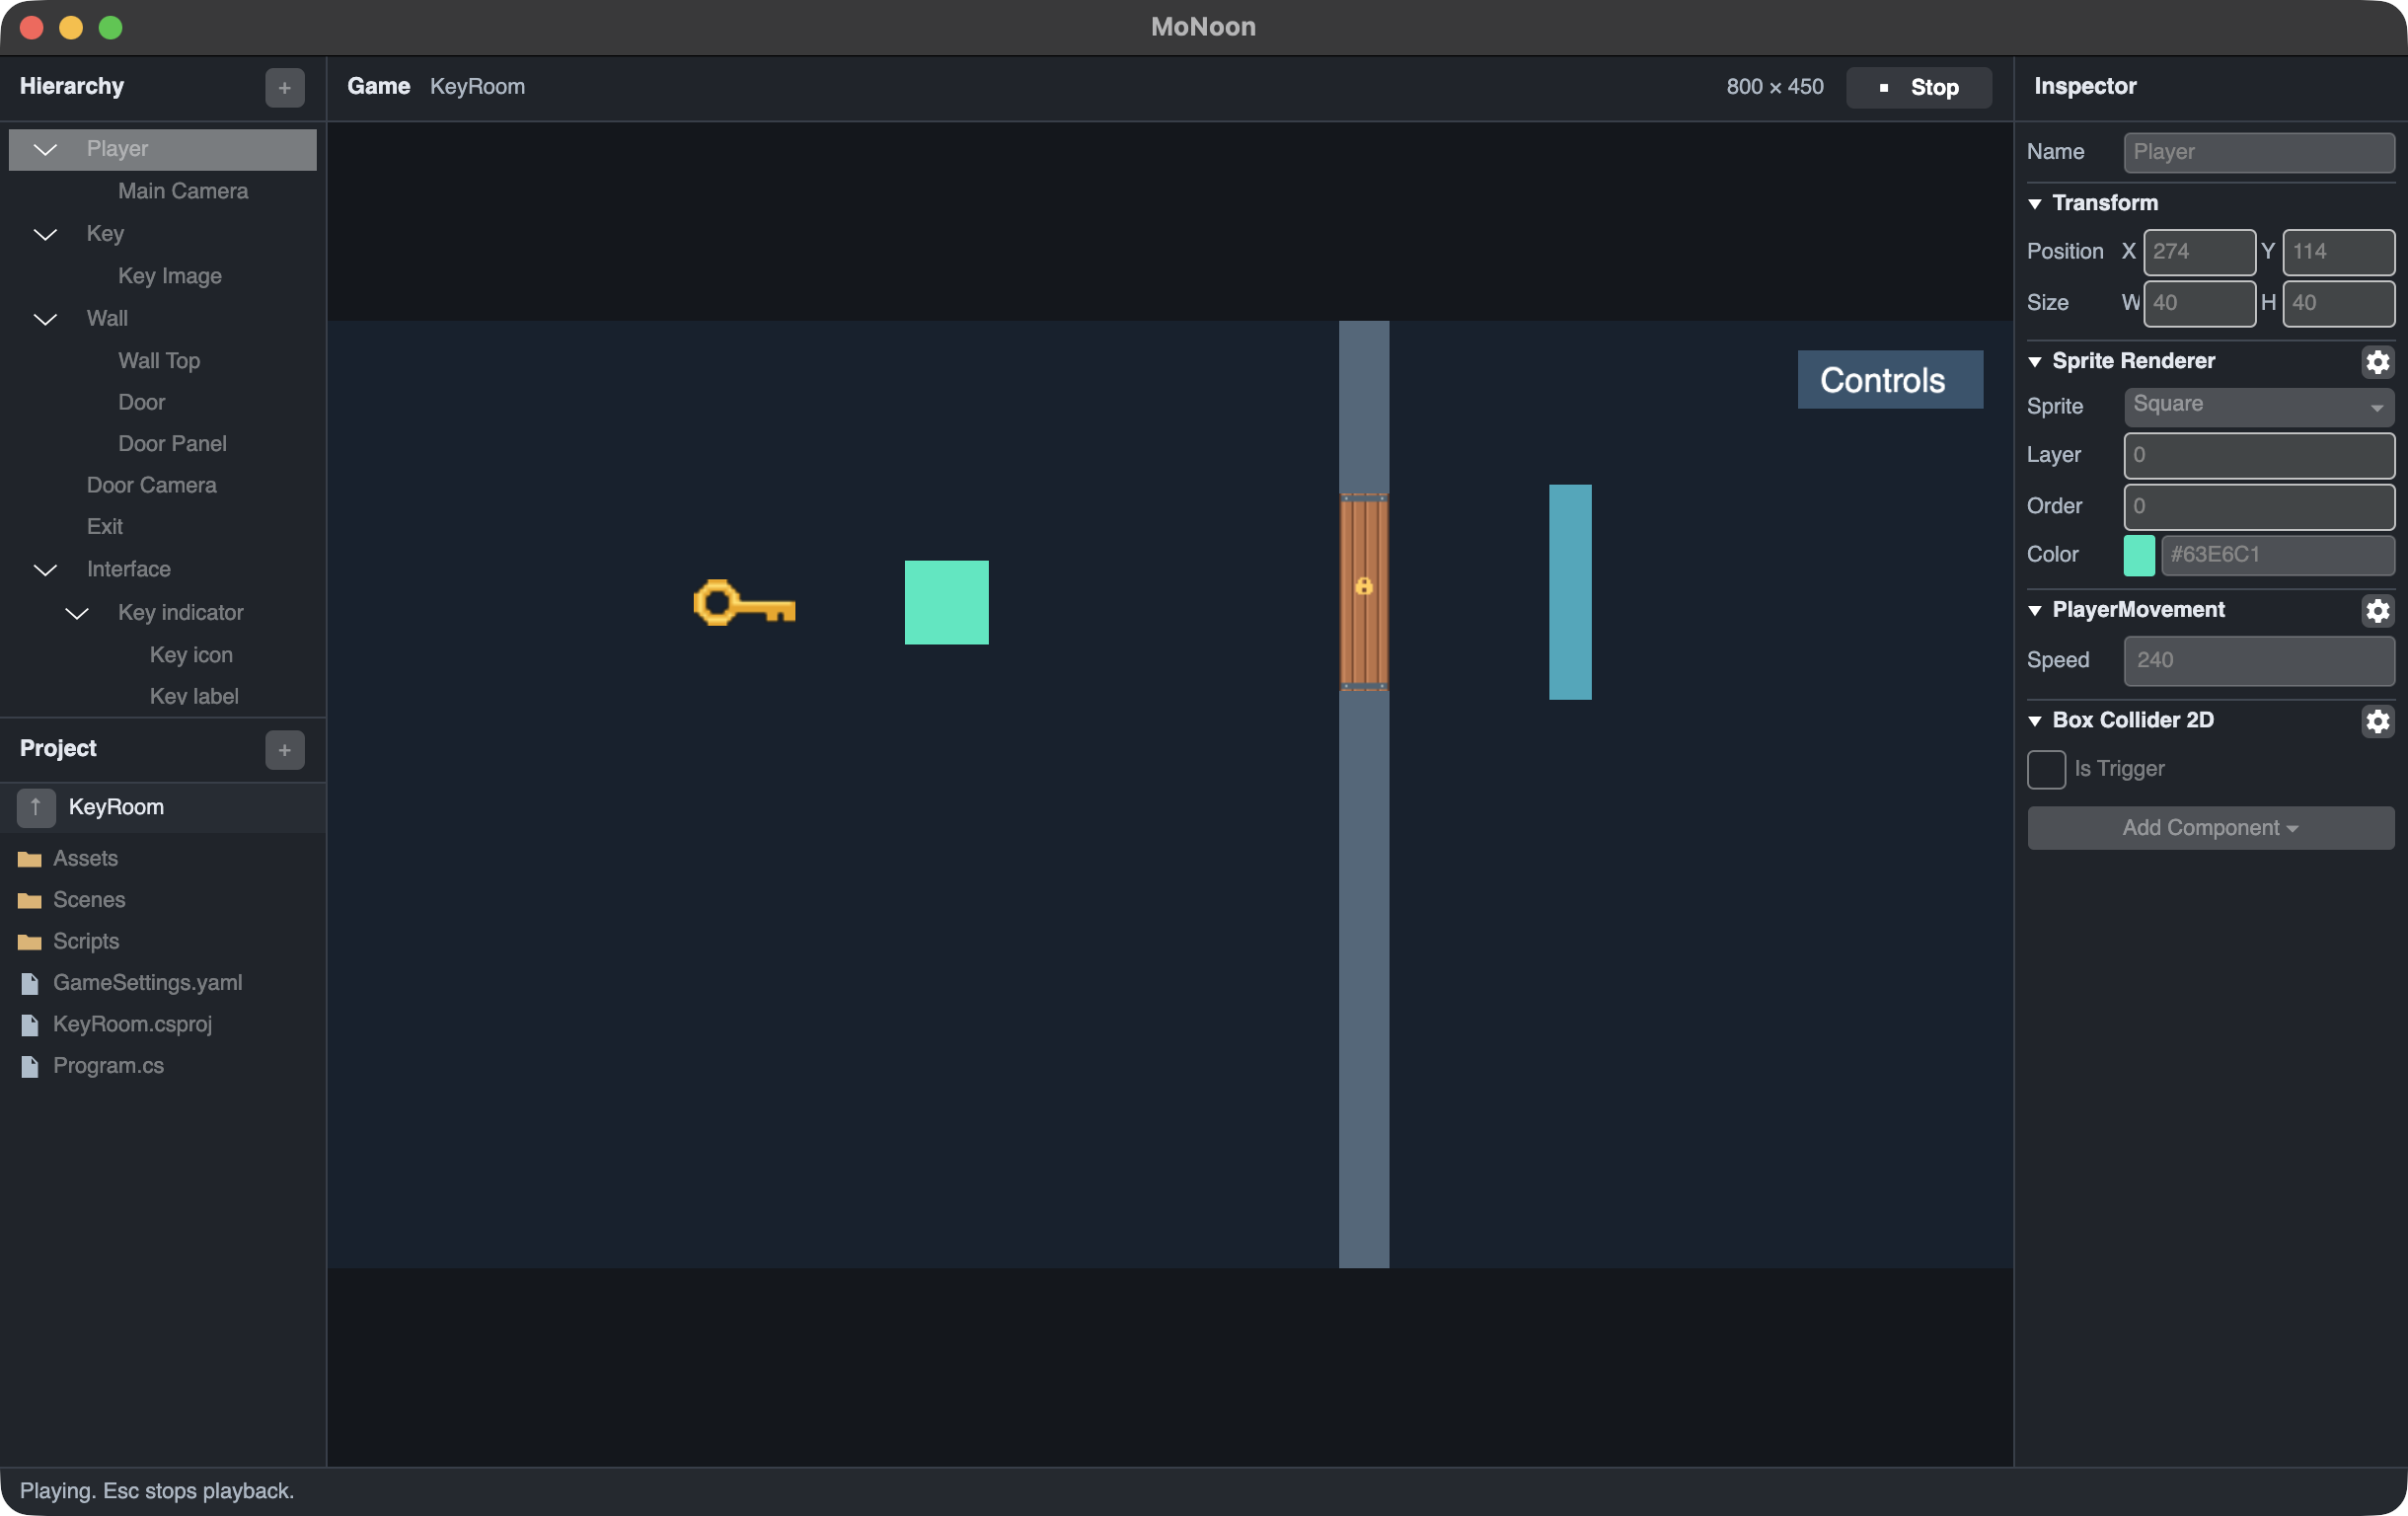 MoNoon
Hierarchy +
Player
Main Camera
Key
Key Image
Wall
Wall Top
Door
Door Panel
Door Camera
Exit
Interface
Key indicator
Key icon
Key label
Project +
KeyRoom
Assets
Scenes
Scripts
GameSettings.yaml
KeyRoom.csproj
Program.cs
Game KeyRoom 800 × 450 Stop
Controls
Inspector
Name Player
Transform
Position X 274 Y 114
Size W 40 H 40
Sprite Renderer
Sprite Square
Layer 0
Order 0
Color #63E6C1
PlayerMovement
Speed 240
Box Collider 2D
Is Trigger
Add Component
Playing. Esc stops playback.